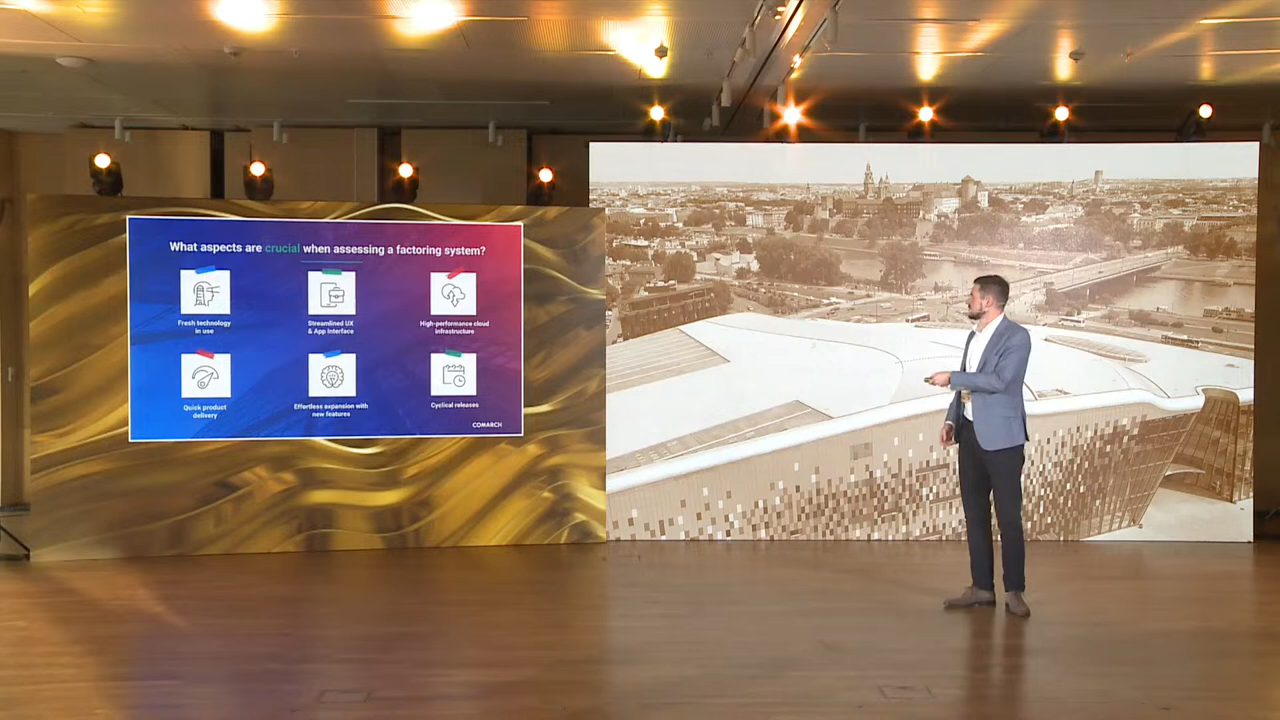 What aspects are crucial when assessing a factoring system?
Fresh technology
in use
Streamlined UX
& App Interface
High-performance cloud
infrastructure
Quick product
delivery
Effortless expansion with
new features
Cyclical releases
COMARCH